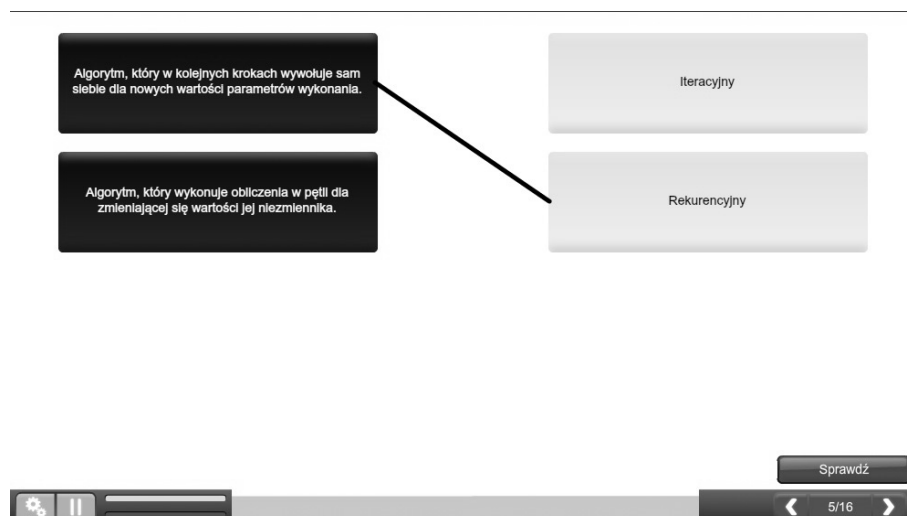 Algorytm, który w kolejnych krokach wywołuje sam
siebie dla nowych wartości parametrów wykonania.
Iteracyjny
Algorytm, który wykonuje obliczenia w pętli dla
zmieniającej się wartości jej niezmiennika.
Rekurencyjny
Sprawdź
5/16